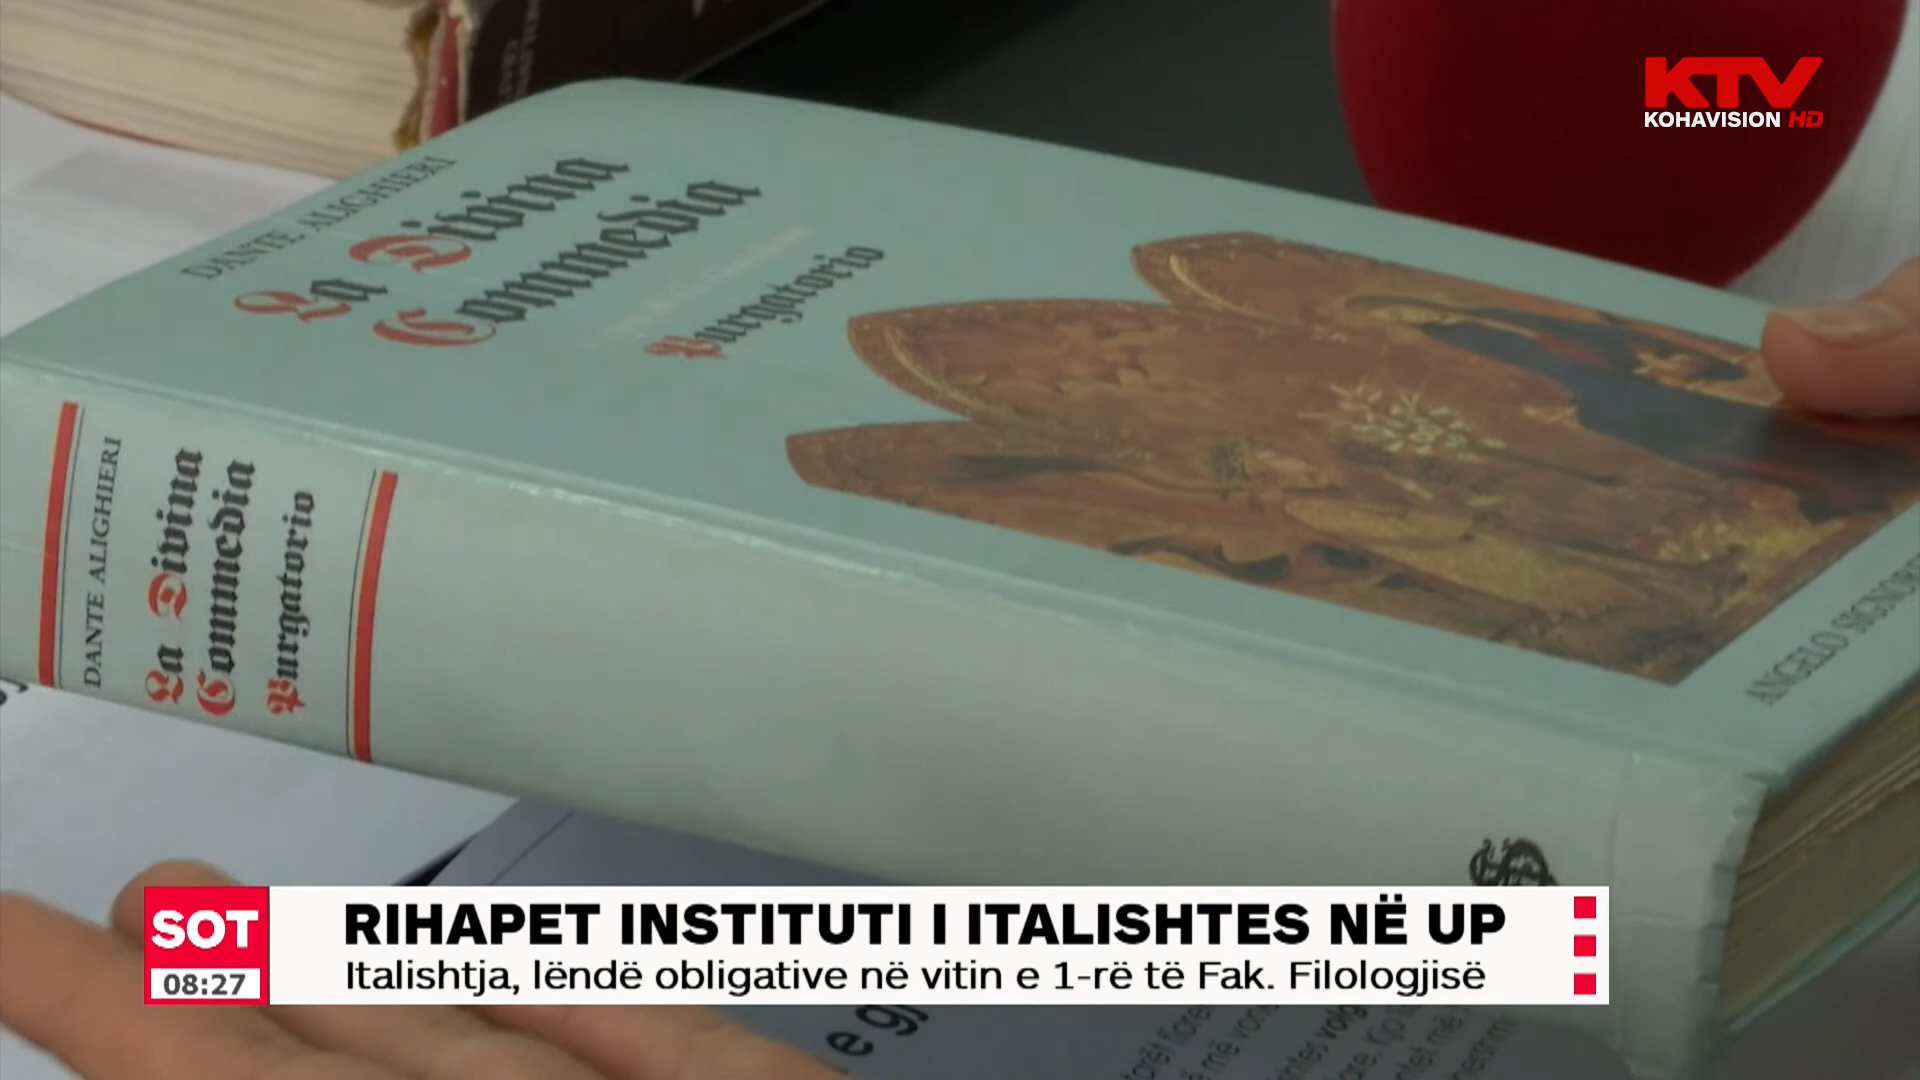 KTV
KOHAVISION HD
DANTE ALIGHIERI
La Divina
Commedia
Purgatorio
DANTE ALIGHIERI
La Divina
Commedia
Purgatorio
ANGELO
SOT
08:27
RIHAPET INSTITUTI I ITALISHTES NË UP
Italishtja, lëndë obligative në vitin e 1-rë të Fak. Filologjisë